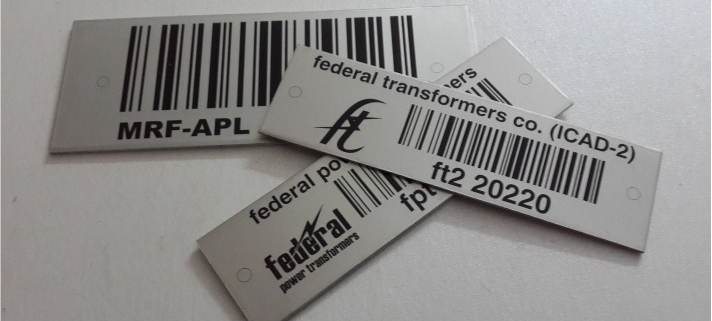 MRF-APL
federal transformers co. (ICAD-2)
ft
ft2 20220
federal
federal
power transformers